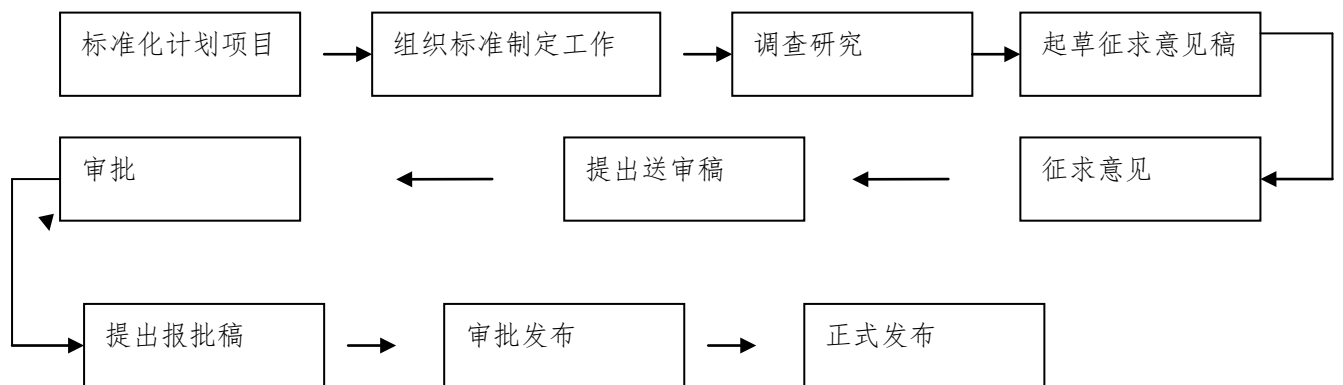 标准化计划项目
组织标准制定工作
调查研究
起草征求意见稿
审批
提出送审稿
征求意见
提出报批稿
审批发布
正式发布